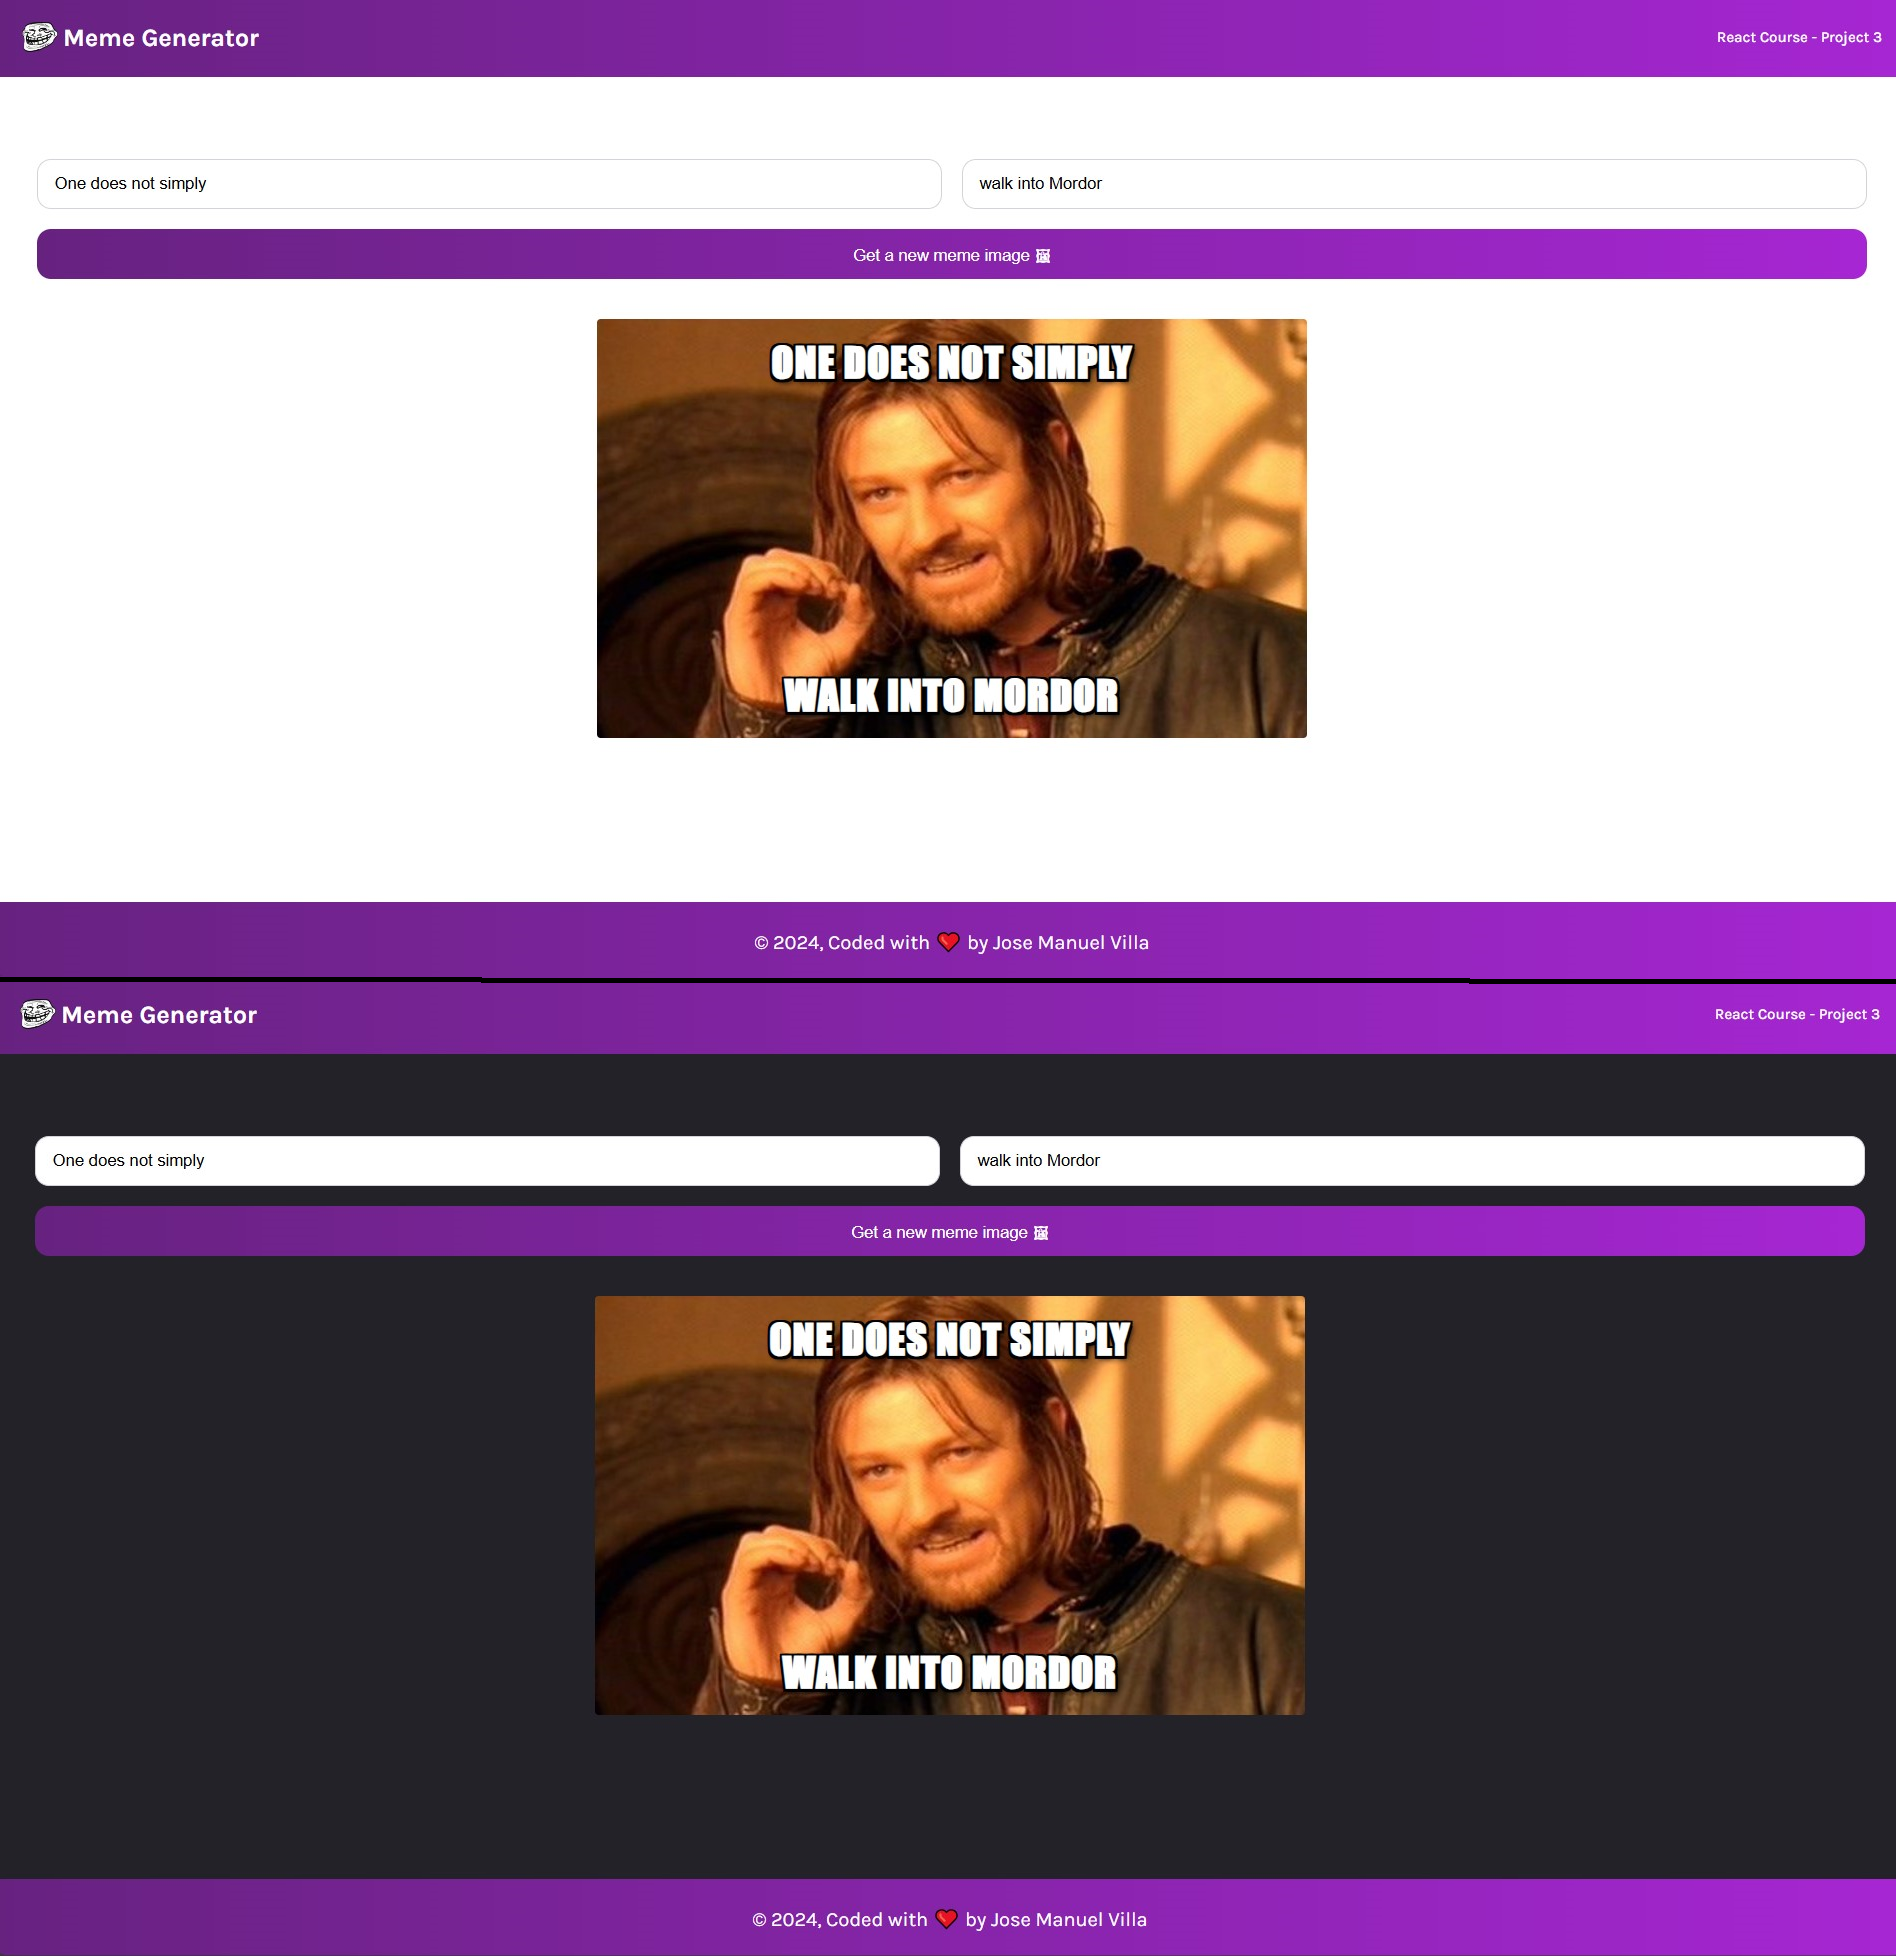 Meme Generator
React Course - Project 3
One does not simply
walk into Mordor
Get a new meme image 🖼
ONE DOES NOT SIMPLY
WALK INTO MORDOR
© 2024, Coded with ❤️ by Jose Manuel Villa
Meme Generator
React Course - Project 3
One does not simply
walk into Mordor
Get a new meme image 🖼
ONE DOES NOT SIMPLY
WALK INTO MORDOR
© 2024, Coded with ❤️ by Jose Manuel Villa